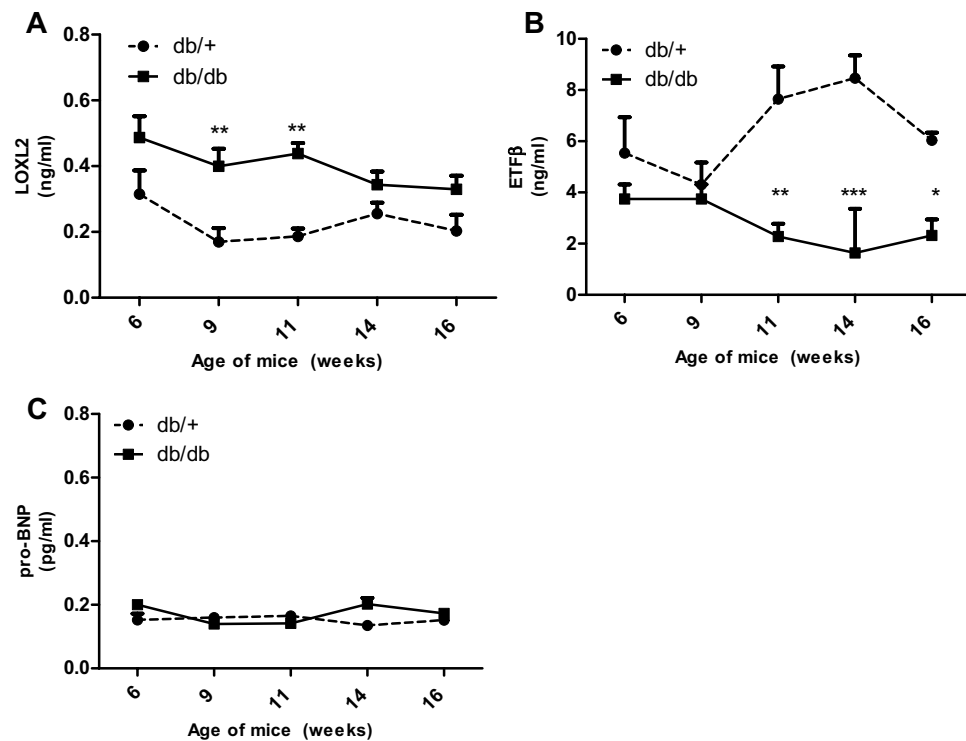 A
db/+
db/db
0.8
0.6
0.4
0.2
0.0
LOXL2
(ng/ml)
** **
6 9 11 14 16
Age of mice (weeks)
B
db/+
db/db
10
8
6
4
2
0
ETFβ
(ng/ml)
** *** *
6 9 11 14 16
Age of mice (weeks)
C
db/+
db/db
0.8
0.6
0.4
0.2
0.0
pro-BNP
(pg/ml)
6 9 11 14 16
Age of mice (weeks)